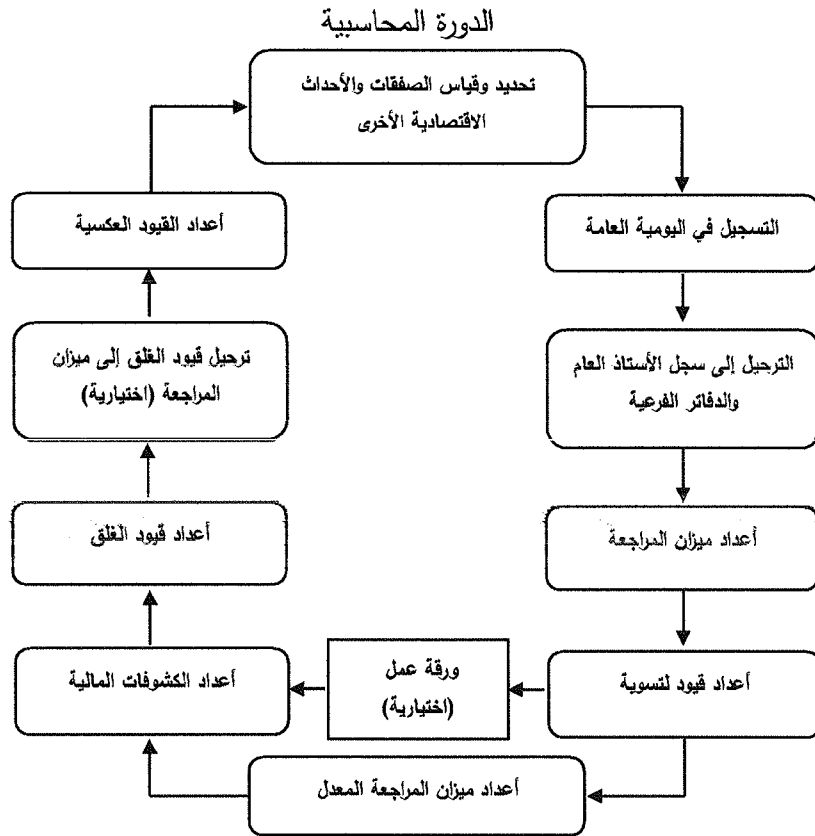 الدورة المحاسبية
تحديد وقياس الصفقات والأحداث
الاقتصادية الأخرى
التسجيل في اليومية العامة
الترحيل إلى سجل الأستاذ العام
والدفاتر الفرعية
أعداد ميزان المراجعة
أعداد قيود لتسوية
ورقة عمل
(اختيارية)
أعداد ميزان المراجعة المعدل
أعداد الكشوفات المالية
أعداد قيود الغلق
ترحيل قيود الغلق إلى ميزان
المراجعة (اختيارية)
أعداد القيود العكسية